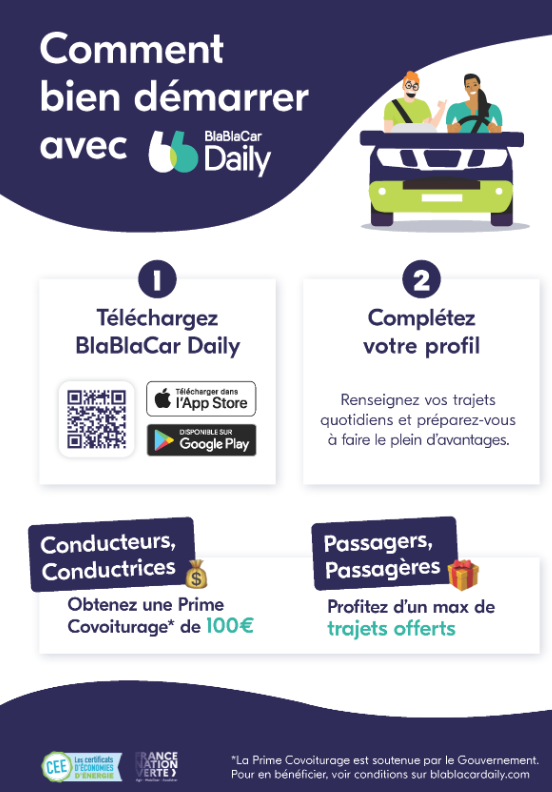 Comment
bien démarrer
avec BlaBlaCar
Daily
1
Téléchargez
BlaBlaCar Daily
Télécharger dans
l'App Store
DISPONIBLE SUR
Google Play
2
Complétez
votre profil
Renseignez vos trajets
quotidiens et préparez-vous
à faire le plein d'avantages.
Conducteurs,
Conductrices
Obtenez une Prime
Covoiturage* de 100€
Passagers,
Passagères
Profitez d'un max de
trajets offerts
CEE
Les certificats
D'ÉCONOMIES
D'ÉNERGIE
FRANCE
NATION
VERTE
*La Prime Covoiturage est soutenue par le Gouvernement.
Pour en bénéficier, voir conditions sur blablacardaily.com